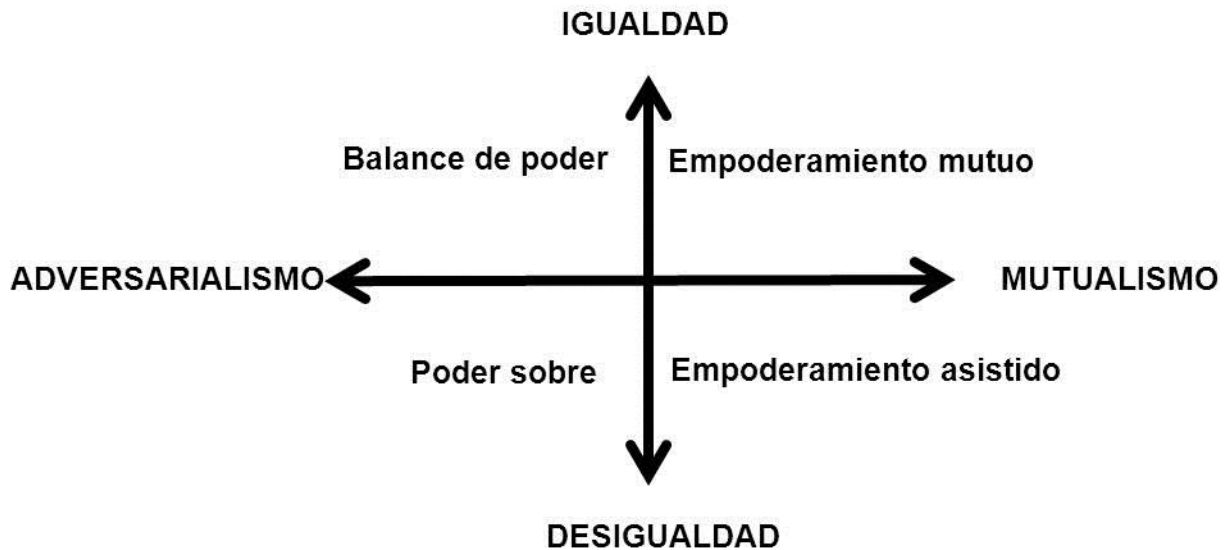 IGUALDAD
Balance de poder
Empoderamiento mutuo
ADVERSARIALISMO
MUTUALISMO
Poder sobre
Empoderamiento asistido
DESIGUALDAD